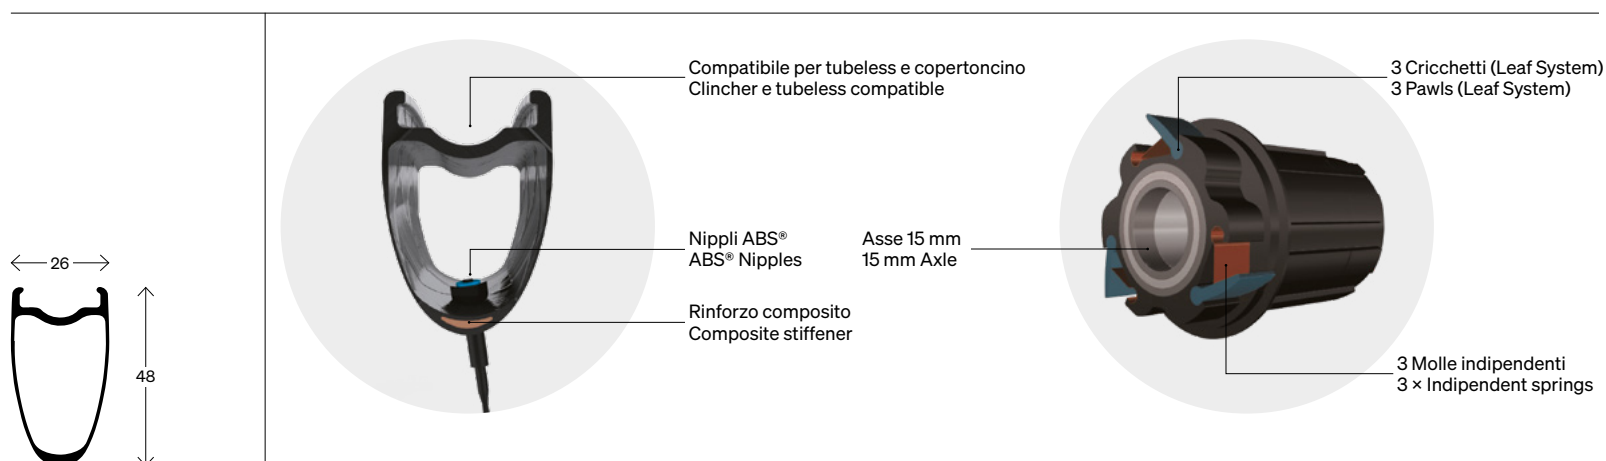 26
48
Compatibile per tubeless e copertoncino
Clincher e tubeless compatible
Nippli ABS®
ABS® Nipples
Rinforzo composito
Composite stiffener
3 Cricchetti (Leaf System)
3 Pawls (Leaf System)
Asse 15 mm
15 mm Axle
3 Molle indipendenti
3 × Indipendent springs